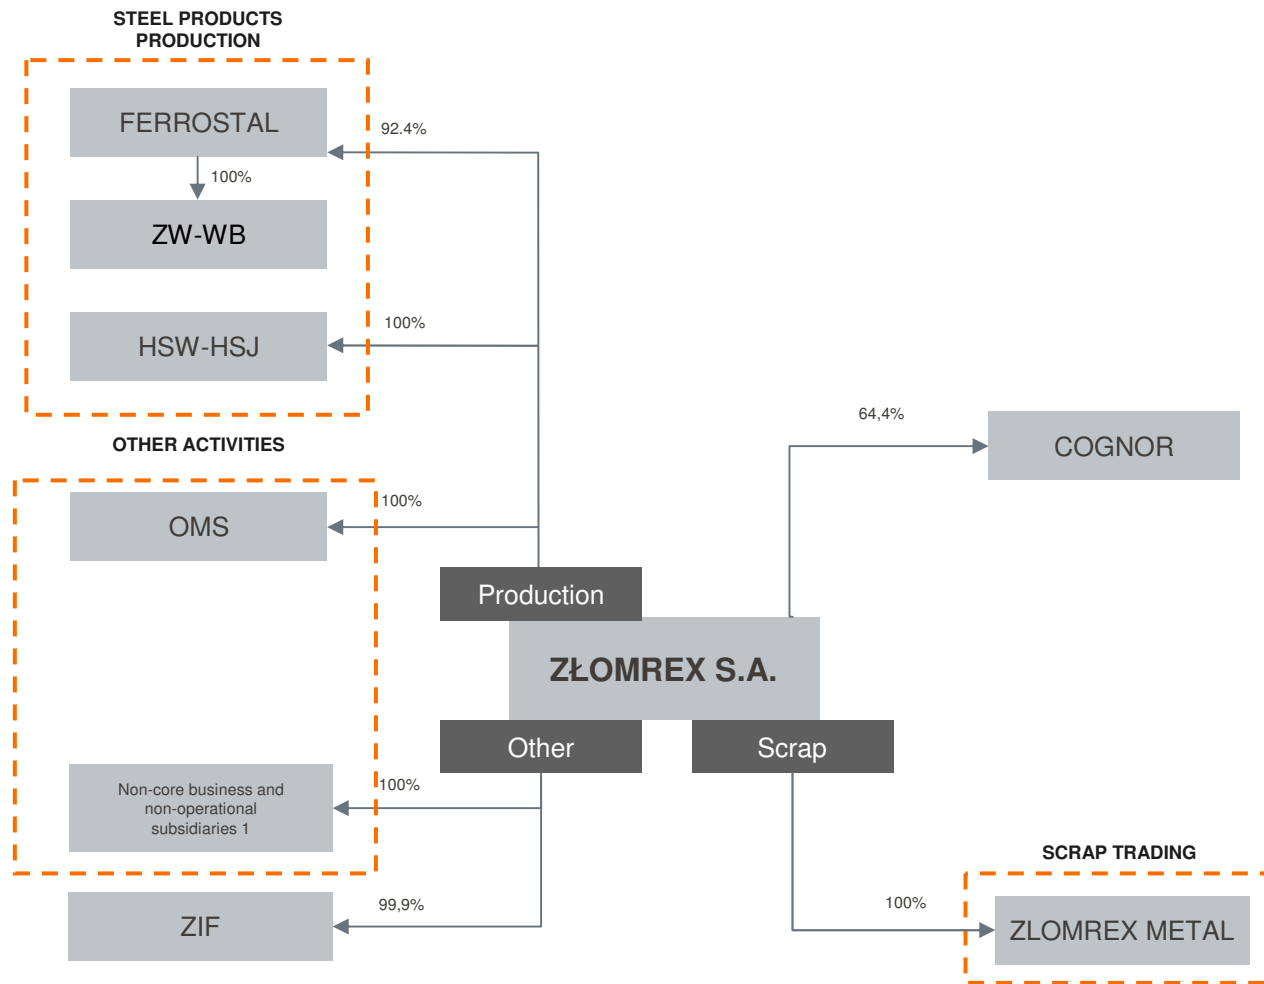 STEEL PRODUCTS
PRODUCTION
FERROSTAL
92.4%
100%
ZW-WB
HSW-HSJ
100%
OTHER ACTIVITIES
OMS
100%
64,4%
COGNOR
Production
ZŁOMREX S.A.
Other
Scrap
Non-core business and
non-operational
subsidiaries 1
100%
ZIF
99,9%
SCRAP TRADING
100%
ZLOMREX METAL